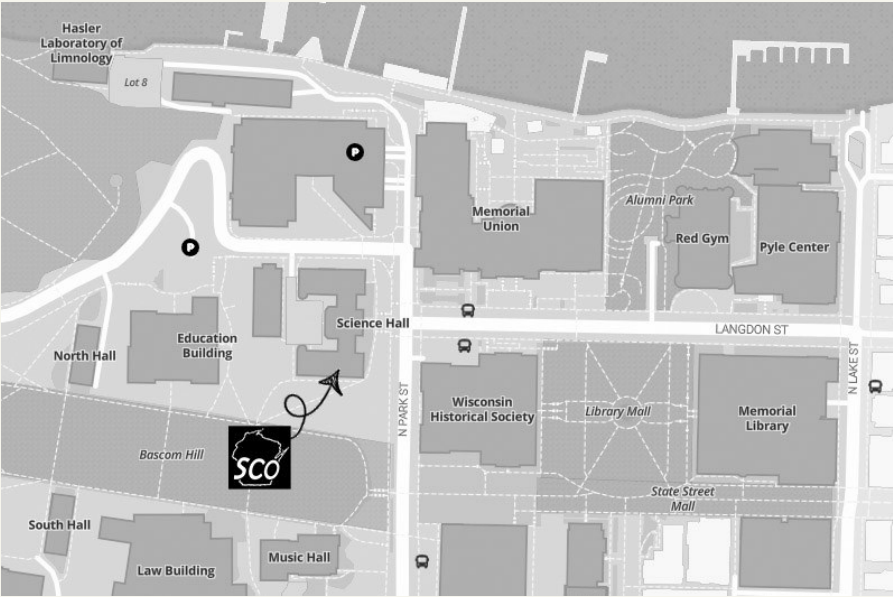 Hasler
Laboratory of
Limnology
Lot 8
P
Memorial
Union
Alumni Park
Red Gym
Pyle Center
P
Science Hall
LANGDON ST
Education
Building
North Hall
N PARK ST
N LAKE ST
Wisconsin
Historical Society
Library Mall
Memorial
Library
Bascom Hill
SCO
State Street
Mall
South Hall
Law Building
Music Hall